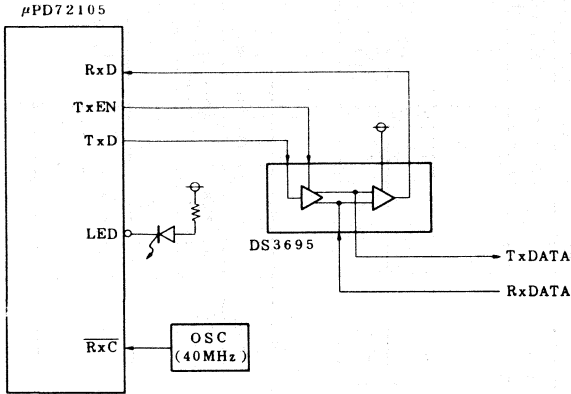 μPD72105
RxD
TxEN
TxD
LED
DS3695
TxDATA
RxDATA
RxC
OSC
(40MHz)